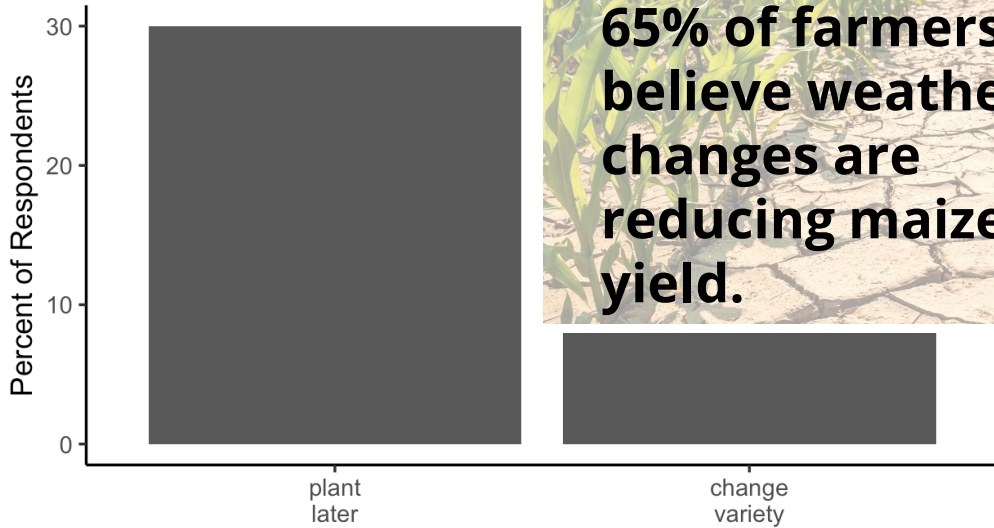 30
20
10
0
Percent of Respondents
65% of farmers
believe weathe
changes are
reducing maize
yield.
plant
later
change
variety